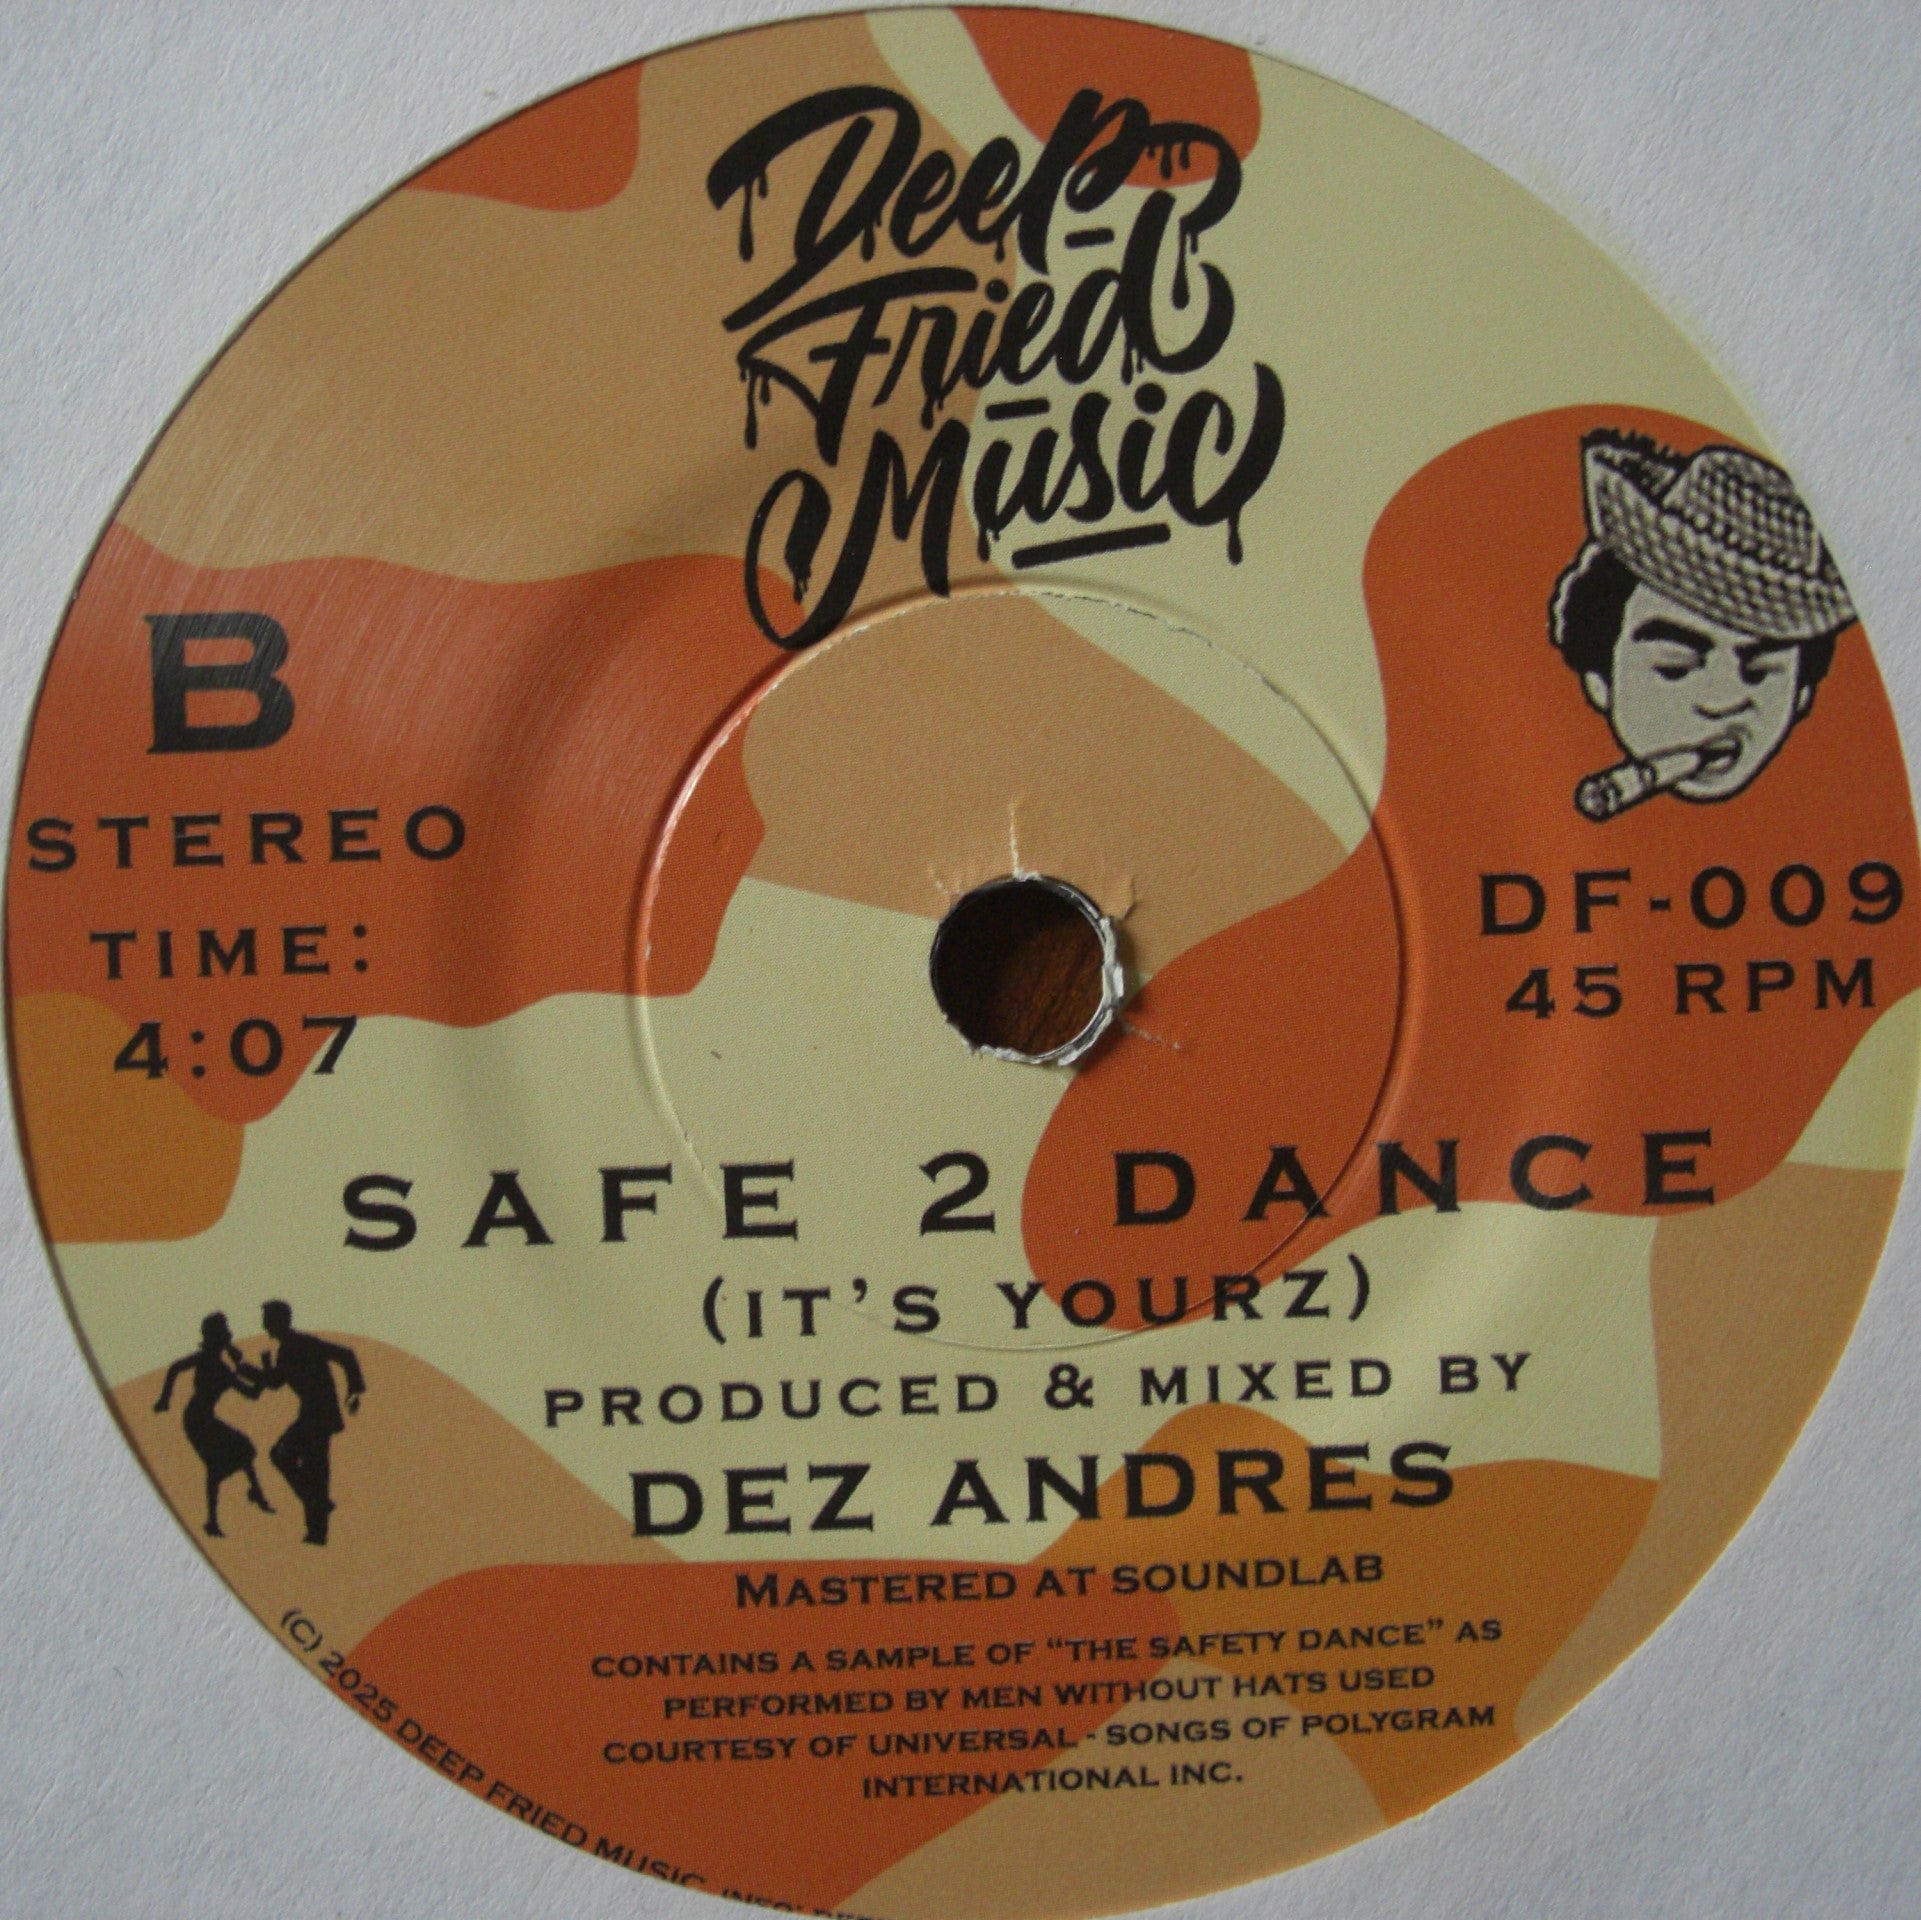 Deep
Fried
Music
B
STEREO
TIME:
4:07
DF-009
45 RPM
SAFE 2 DANCE
(IT'S YOURZ)
PRODUCED & MIXED BY
DEZ ANDRES
MASTERED AT SOUNDLAB
CONTAINS A SAMPLE OF "THE SAFETY DANCE" AS
PERFORMED BY MEN WITHOUT HATS USED
COURTESY OF UNIVERSAL - SONGS OF POLYGRAM
INTERNATIONAL INC.
(C) 2025 DEEP FRIED MUSIC.